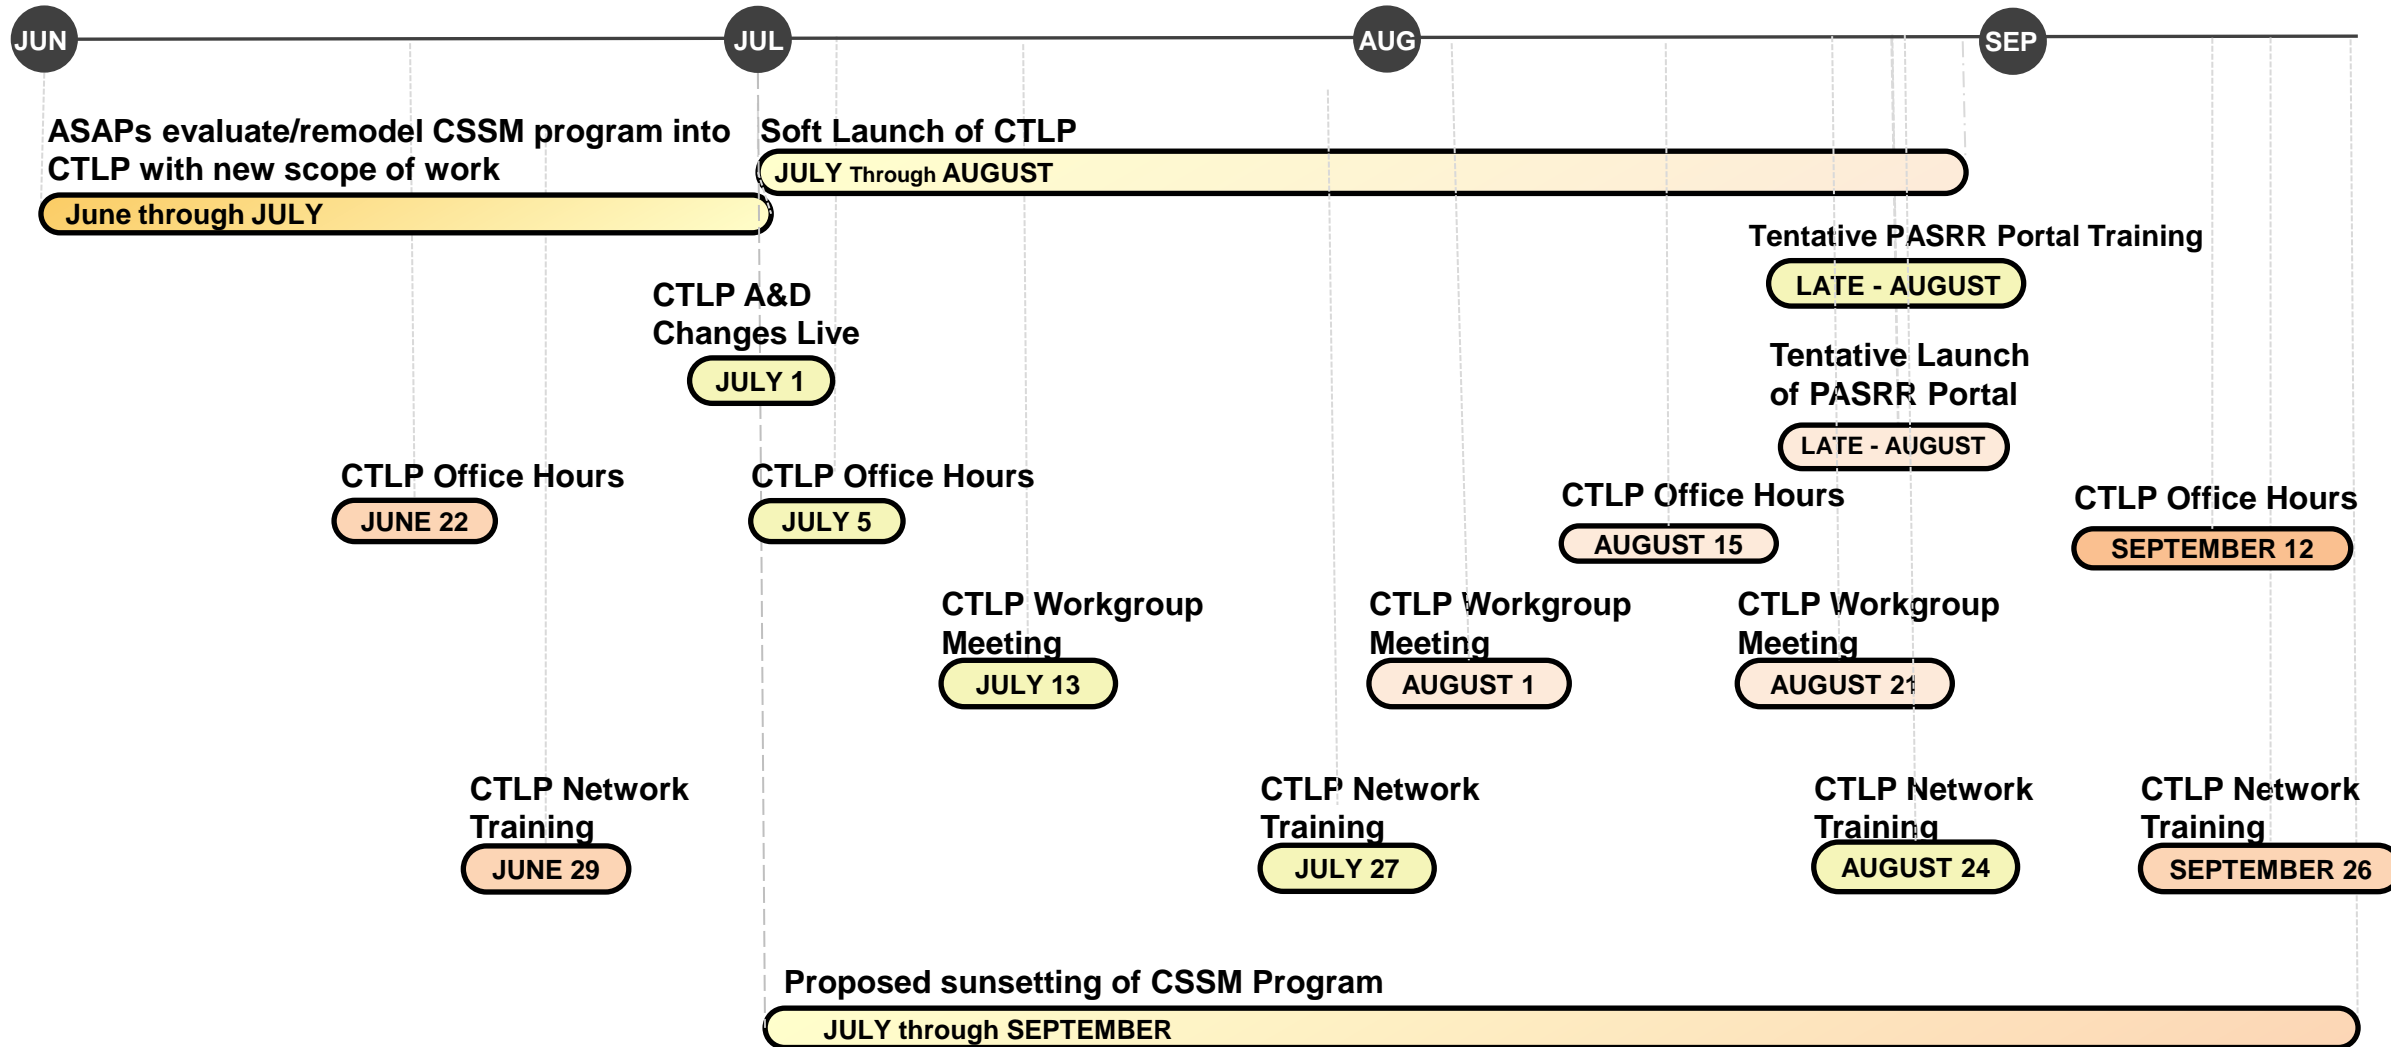 JUN
JUL
AUG
SEP
ASAPs evaluate/remodel CSSM program into
CTLP with new scope of work
June through JULY
Soft Launch of CTLP
JULY Through AUGUST
Tentative PASRR Portal Training
LATE - AUGUST
CTLP A&D
Changes Live
JULY 1
Tentative Launch
of PASRR Portal
LATE - AUGUST
CTLP Office Hours
JUNE 22
CTLP Office Hours
JULY 5
CTLP Office Hours
AUGUST 15
CTLP Office Hours
SEPTEMBER 12
CTLP Workgroup
Meeting
JULY 13
CTLP Workgroup
Meeting
AUGUST 1
CTLP Workgroup
Meeting
AUGUST 21
CTLP Network
Training
JUNE 29
CTLP Network
Training
JULY 27
CTLP Network
Training
AUGUST 24
CTLP Network
Training
SEPTEMBER 26
Proposed sunsetting of CSSM Program
JULY through SEPTEMBER